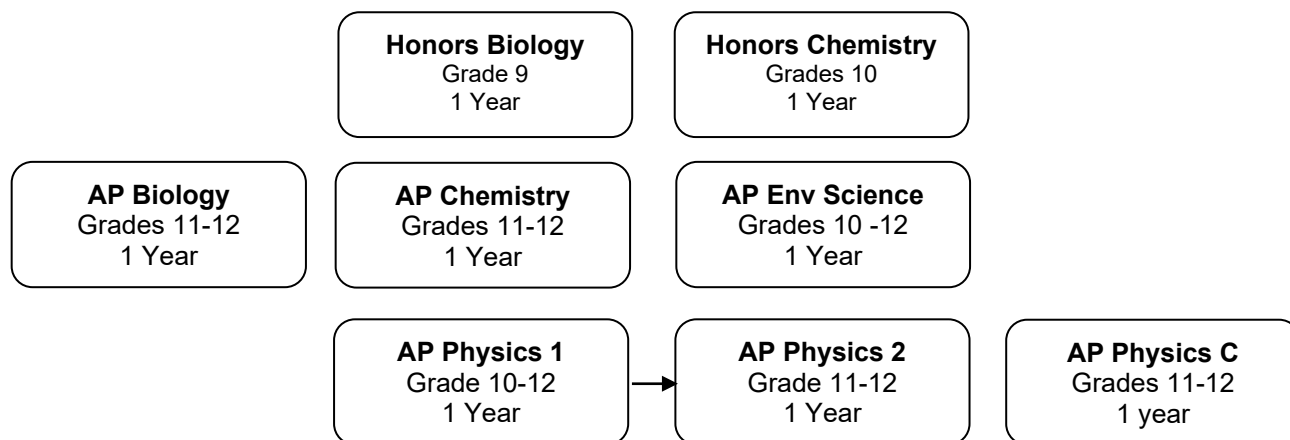 Honors Biology
Grade 9
1 Year
Honors Chemistry
Grades 10
1 Year
AP Biology
Grades 11-12
1 Year
AP Chemistry
Grades 11-12
1 Year
AP Env Science
Grades 10 -12
1 Year
AP Physics 1
Grade 10-12
1 Year
AP Physics 2
Grade 11-12
1 Year
AP Physics C
Grades 11-12
1 year